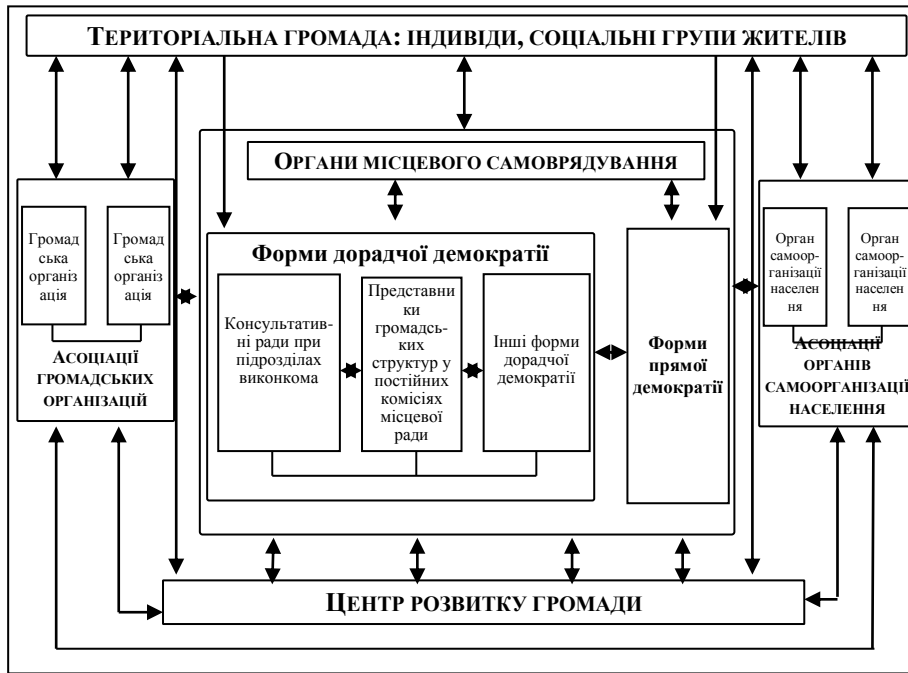 ТЕРИТОРІАЛЬНА ГРОМАДА: ІНДИВІДИ, СОЦІАЛЬНІ ГРУПИ ЖИТЕЛІВ
ОРГАНИ МІСЦЕВОГО САМОВРЯДУВАННЯ
Громад
ська
організ
ація
Громад
ська
організ
ація
АСОЦІАЦІЇ
ГРОМАДСЬКИХ
ОРГАНІЗАЦІЙ
Форми дорадчої демократії
Консультатив-
ні ради при
підрозділах
виконкома
Представни
ки
громадсь-
ких
структур у
постійних
комісіях
місцевої
ради
Інші форми
дорадчої
демократії
Форми
прямої
демократії
Орган
самоор-
ганізації
населен
ня
Орган
самоор-
ганізації
населен
ня
АСОЦІАЦІЇ
ОРГАНІВ
САМООРГАНІЗАЦІЇ
НАСЕЛЕННЯ
ЦЕНТР РОЗВИТКУ ГРОМАДИ